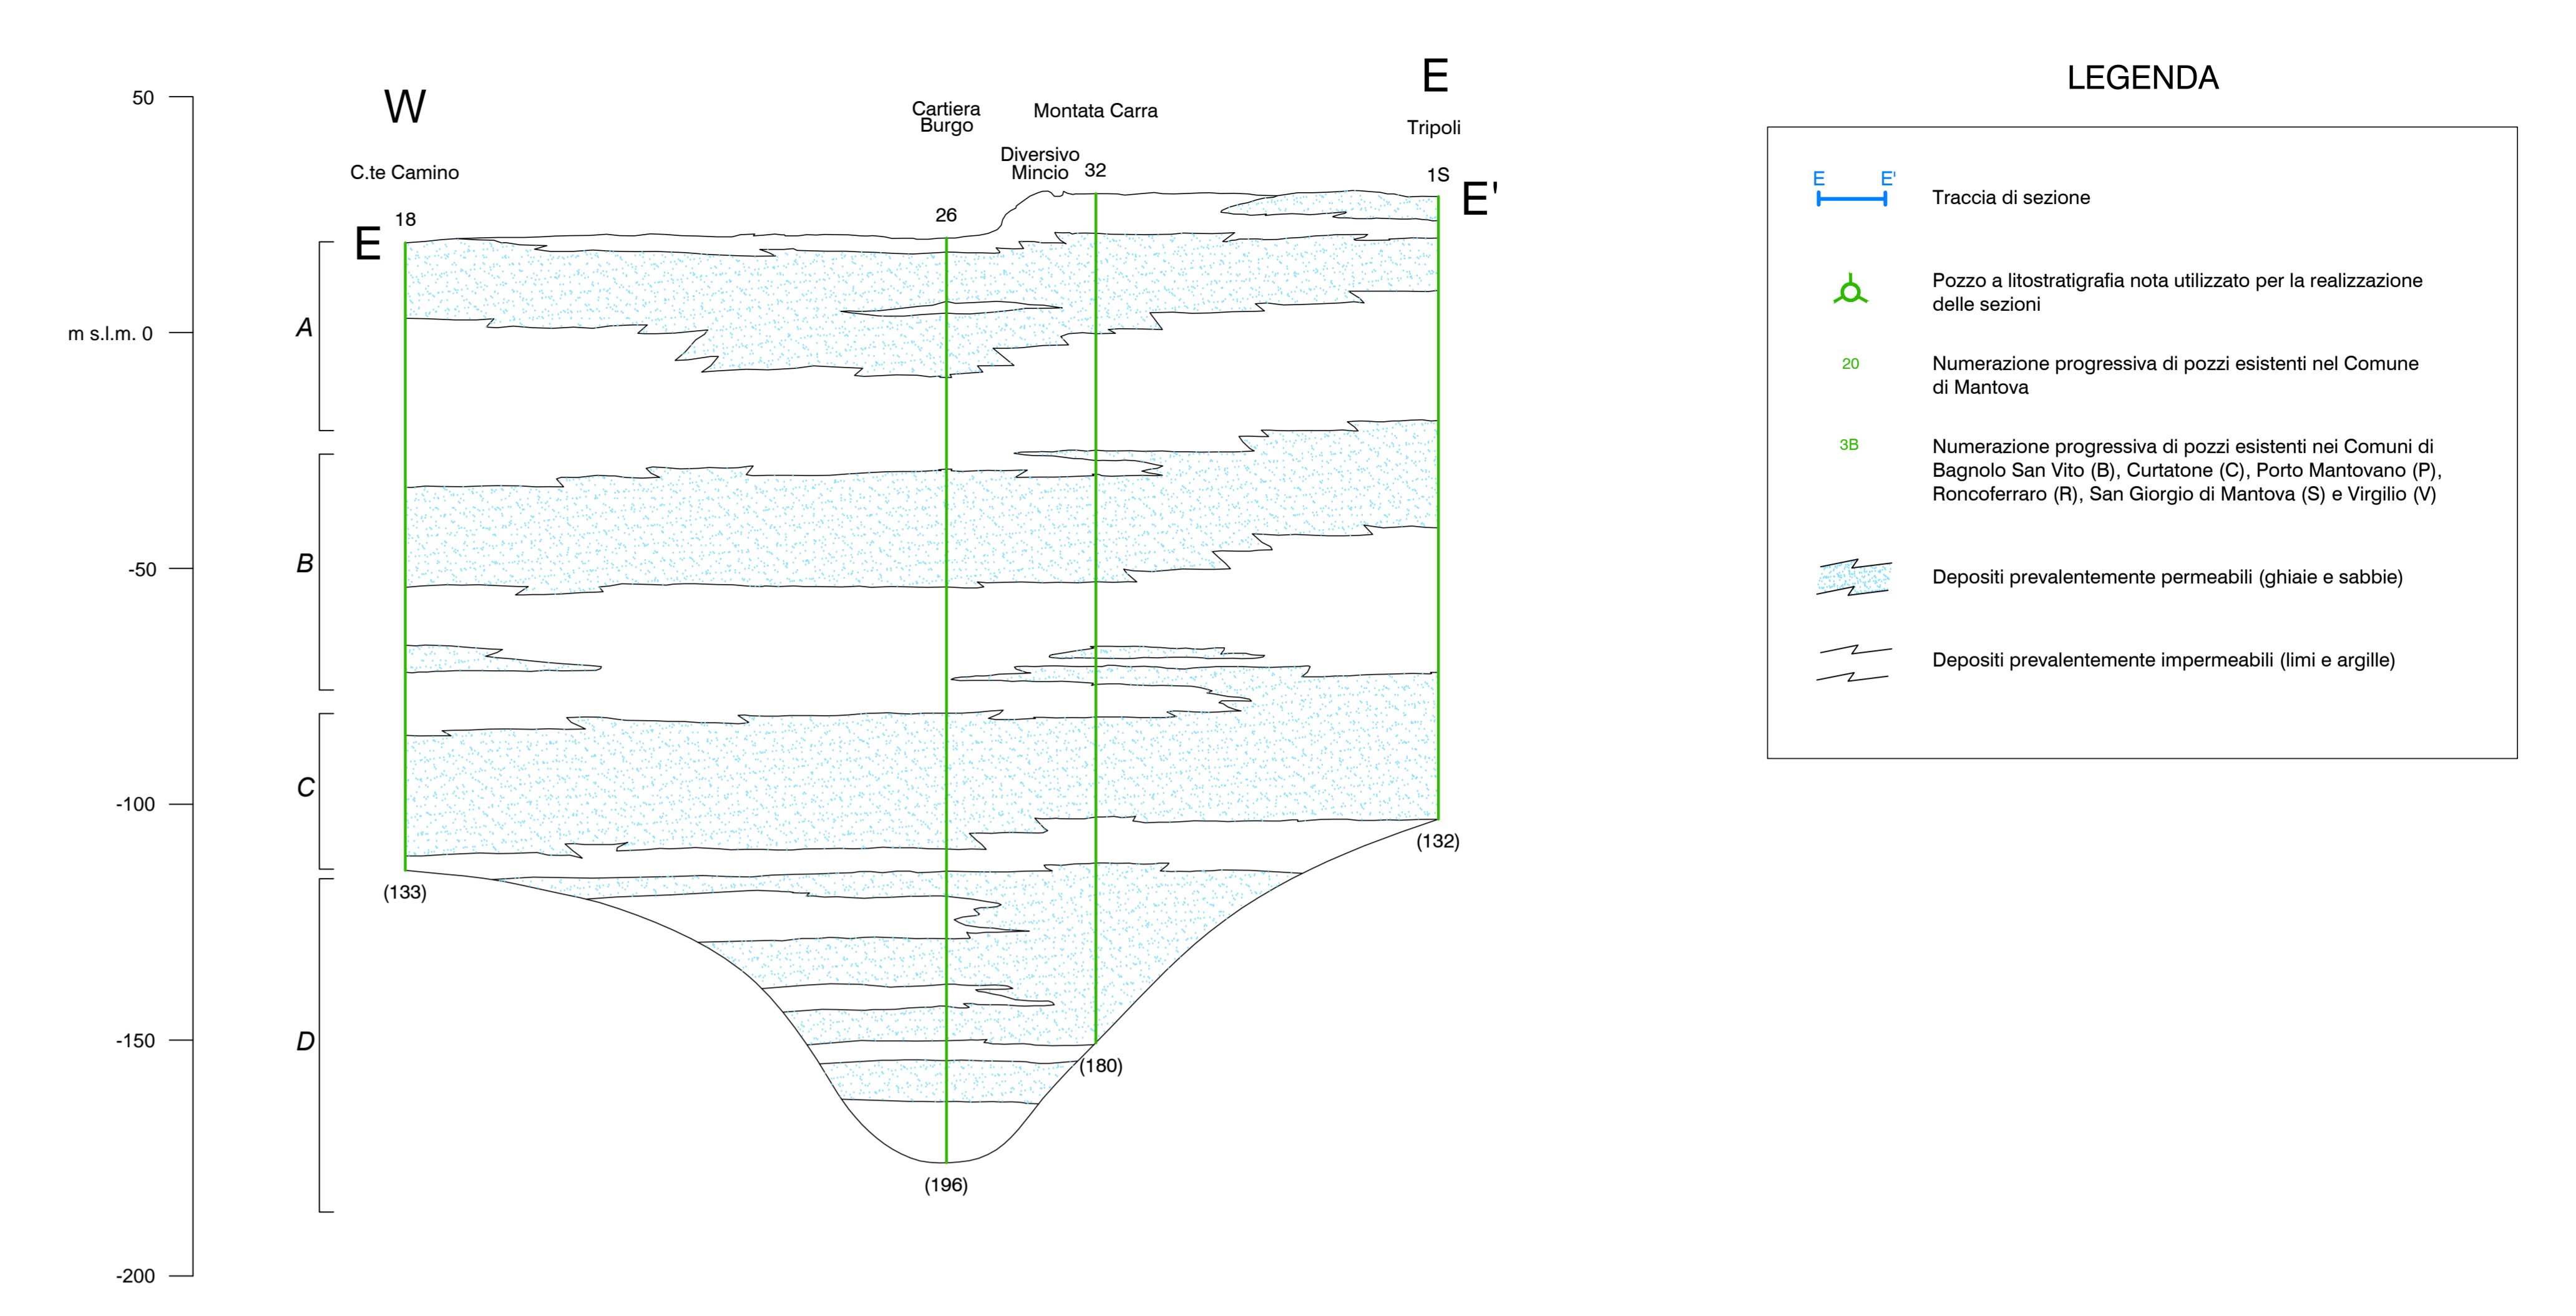 W
E
LEGENDA
50
Cartiera
Burgo
Montata Carra
Tripoli
Diversivo
Mincio
32
C.te Camino
1S
E'
18
26
E
A
m s.l.m. 0
B
-50
C
-100
(132)
(133)
D
-150
(180)
(196)
-200
E E'
Traccia di sezione
Pozzo a litostratigrafia nota utilizzato per la realizzazione
delle sezioni
20
Numerazione progressiva di pozzi esistenti nel Comune
di Mantova
3B
Numerazione progressiva di pozzi esistenti nei Comuni di
Bagnolo San Vito (B), Curtatone (C), Porto Mantovano (P),
Roncoferraro (R), San Giorgio di Mantova (S) e Virgilio (V)
Depositi prevalentemente permeabili (ghiaie e sabbie)
Depositi prevalentemente impermeabili (limi e argille)